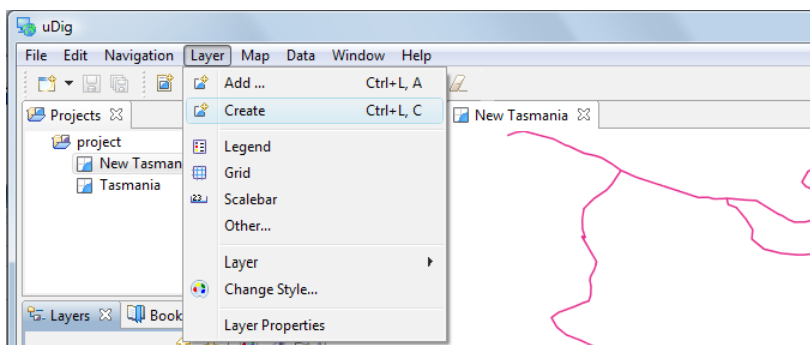 uDig
File Edit Navigation Layer Map Data Window Help
Add ... Ctrl+L, A
Projects
Create Ctrl+L, C
New Tasmania
project
Legend
New Tasman
Grid
Tasmania
Scalebar
Other...
Layer
Change Style...
Layers Book
Layer Properties